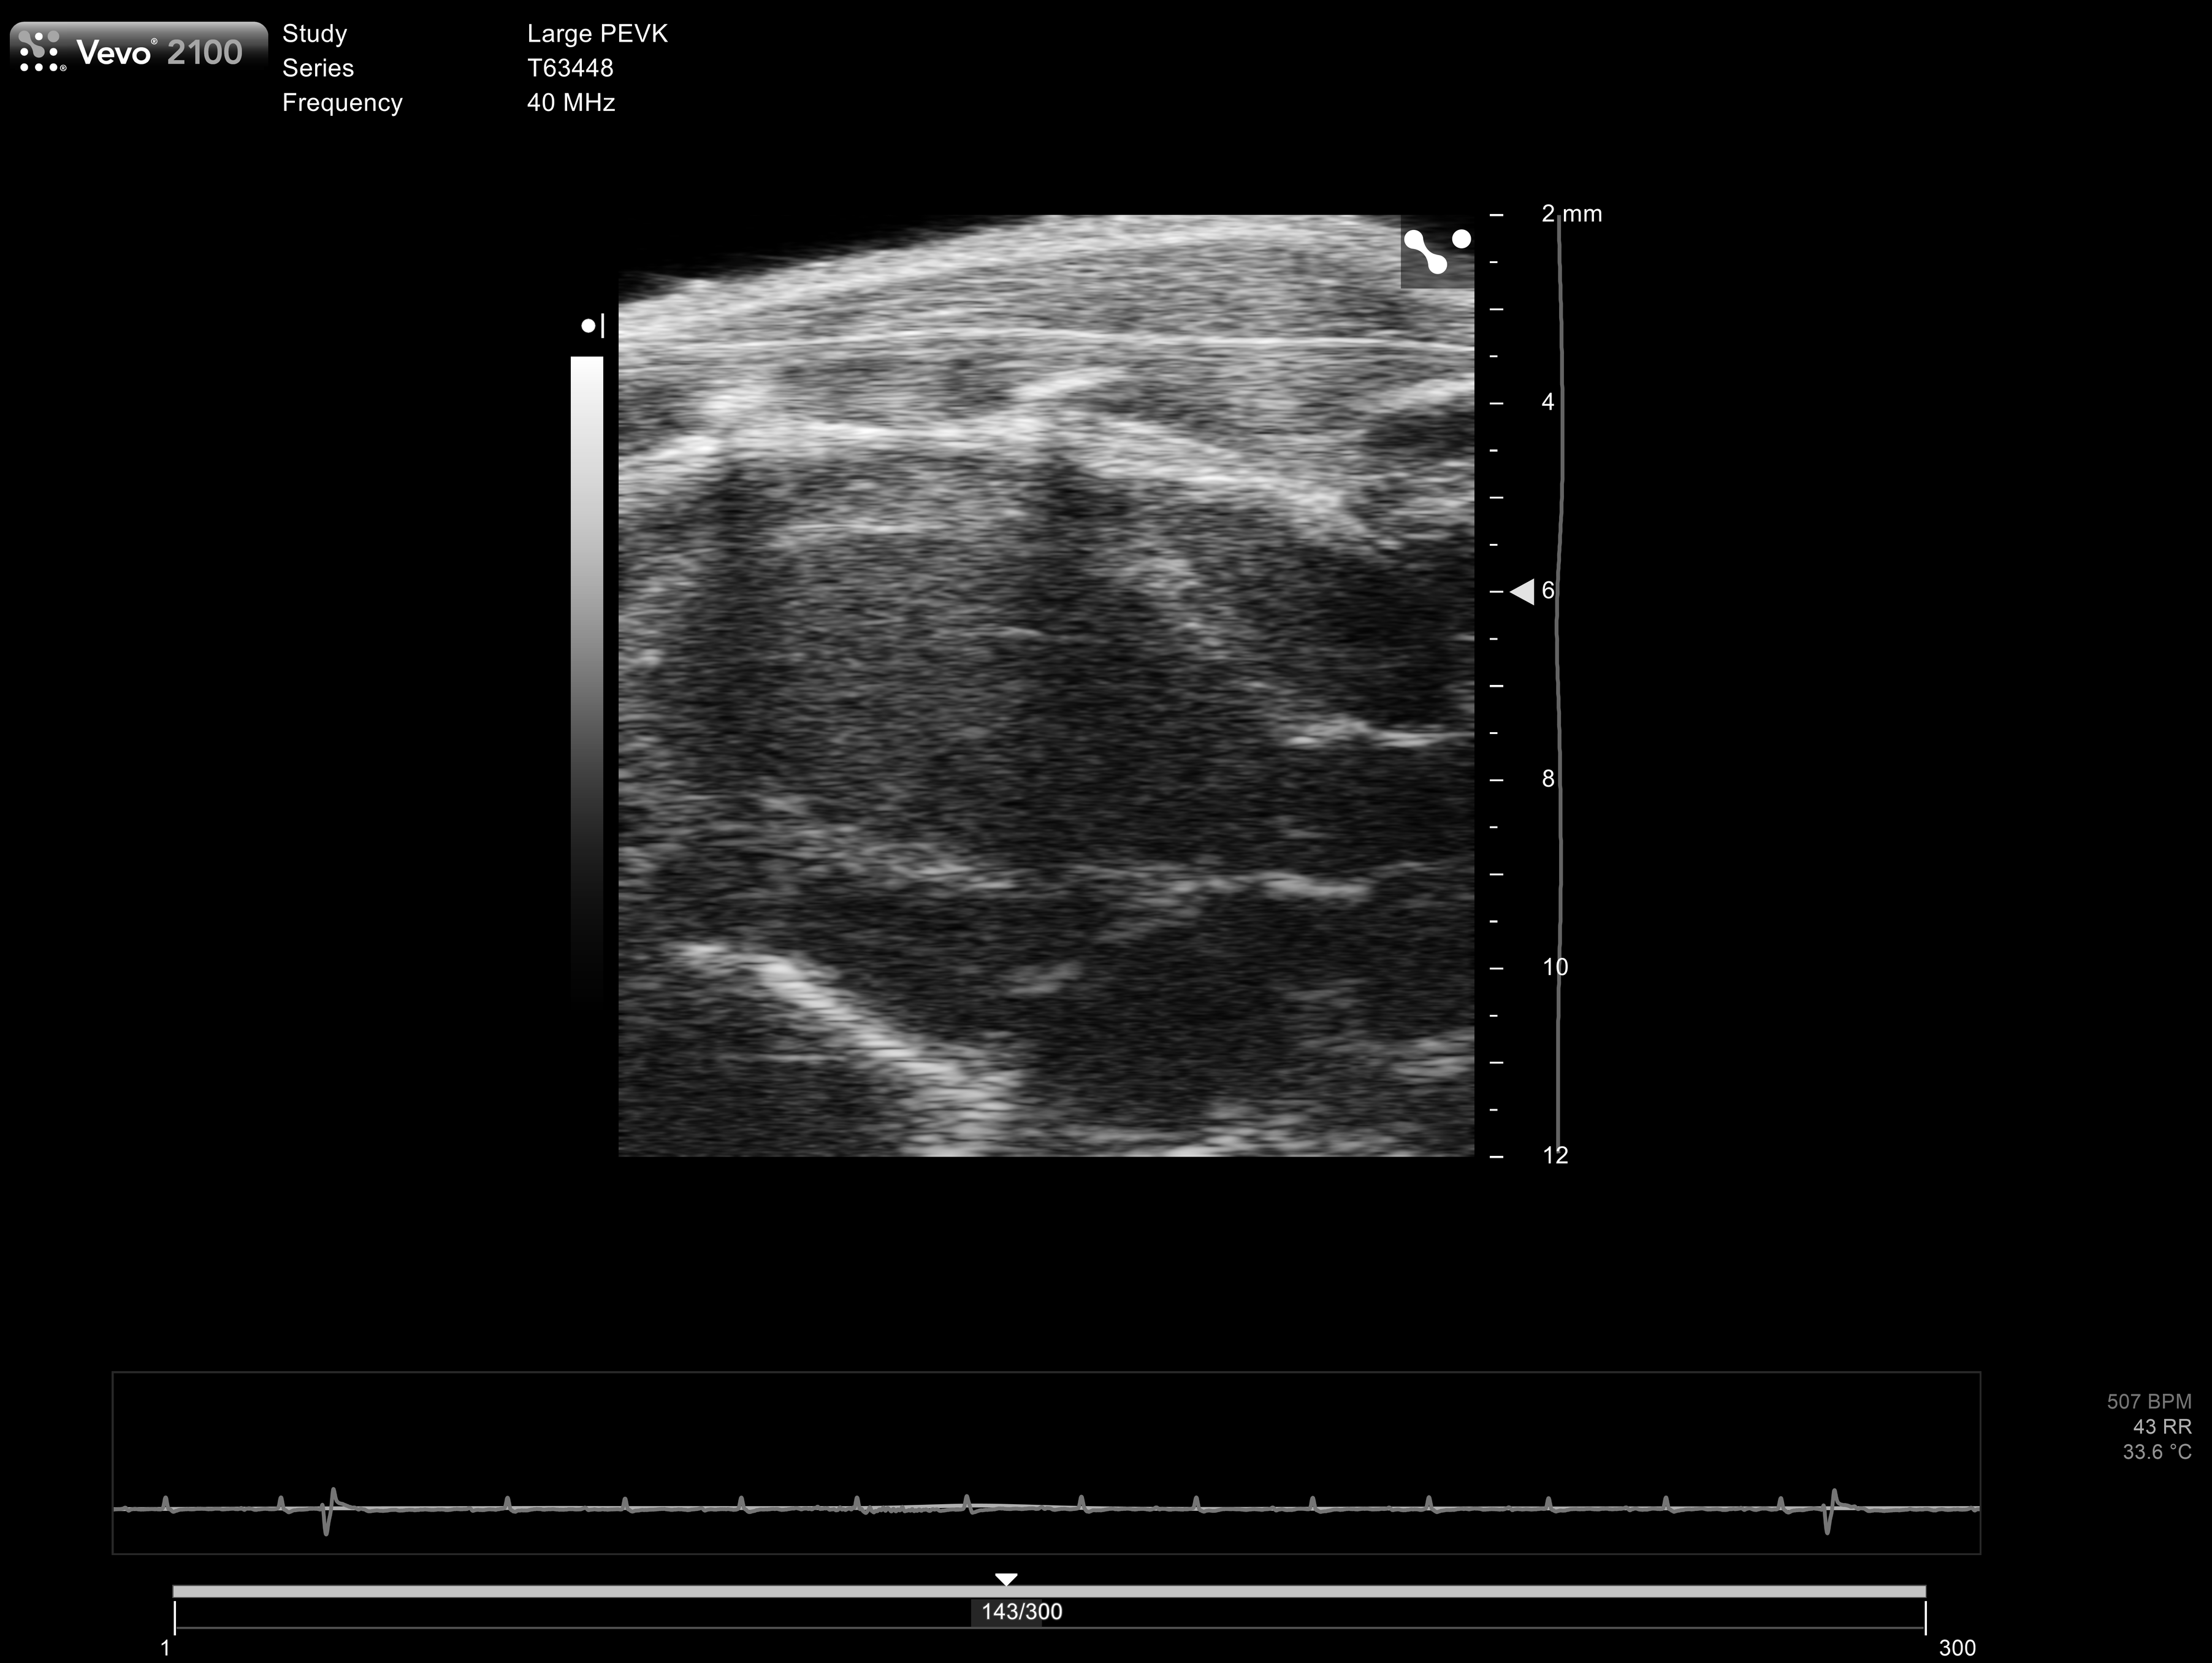 Vevo® 2100
Study Large PEVK
Series T63448
Frequency 40 MHz
2 mm
4
6
8
10
12
507 BPM
43 RR
33.6 °C
143/300
1
300